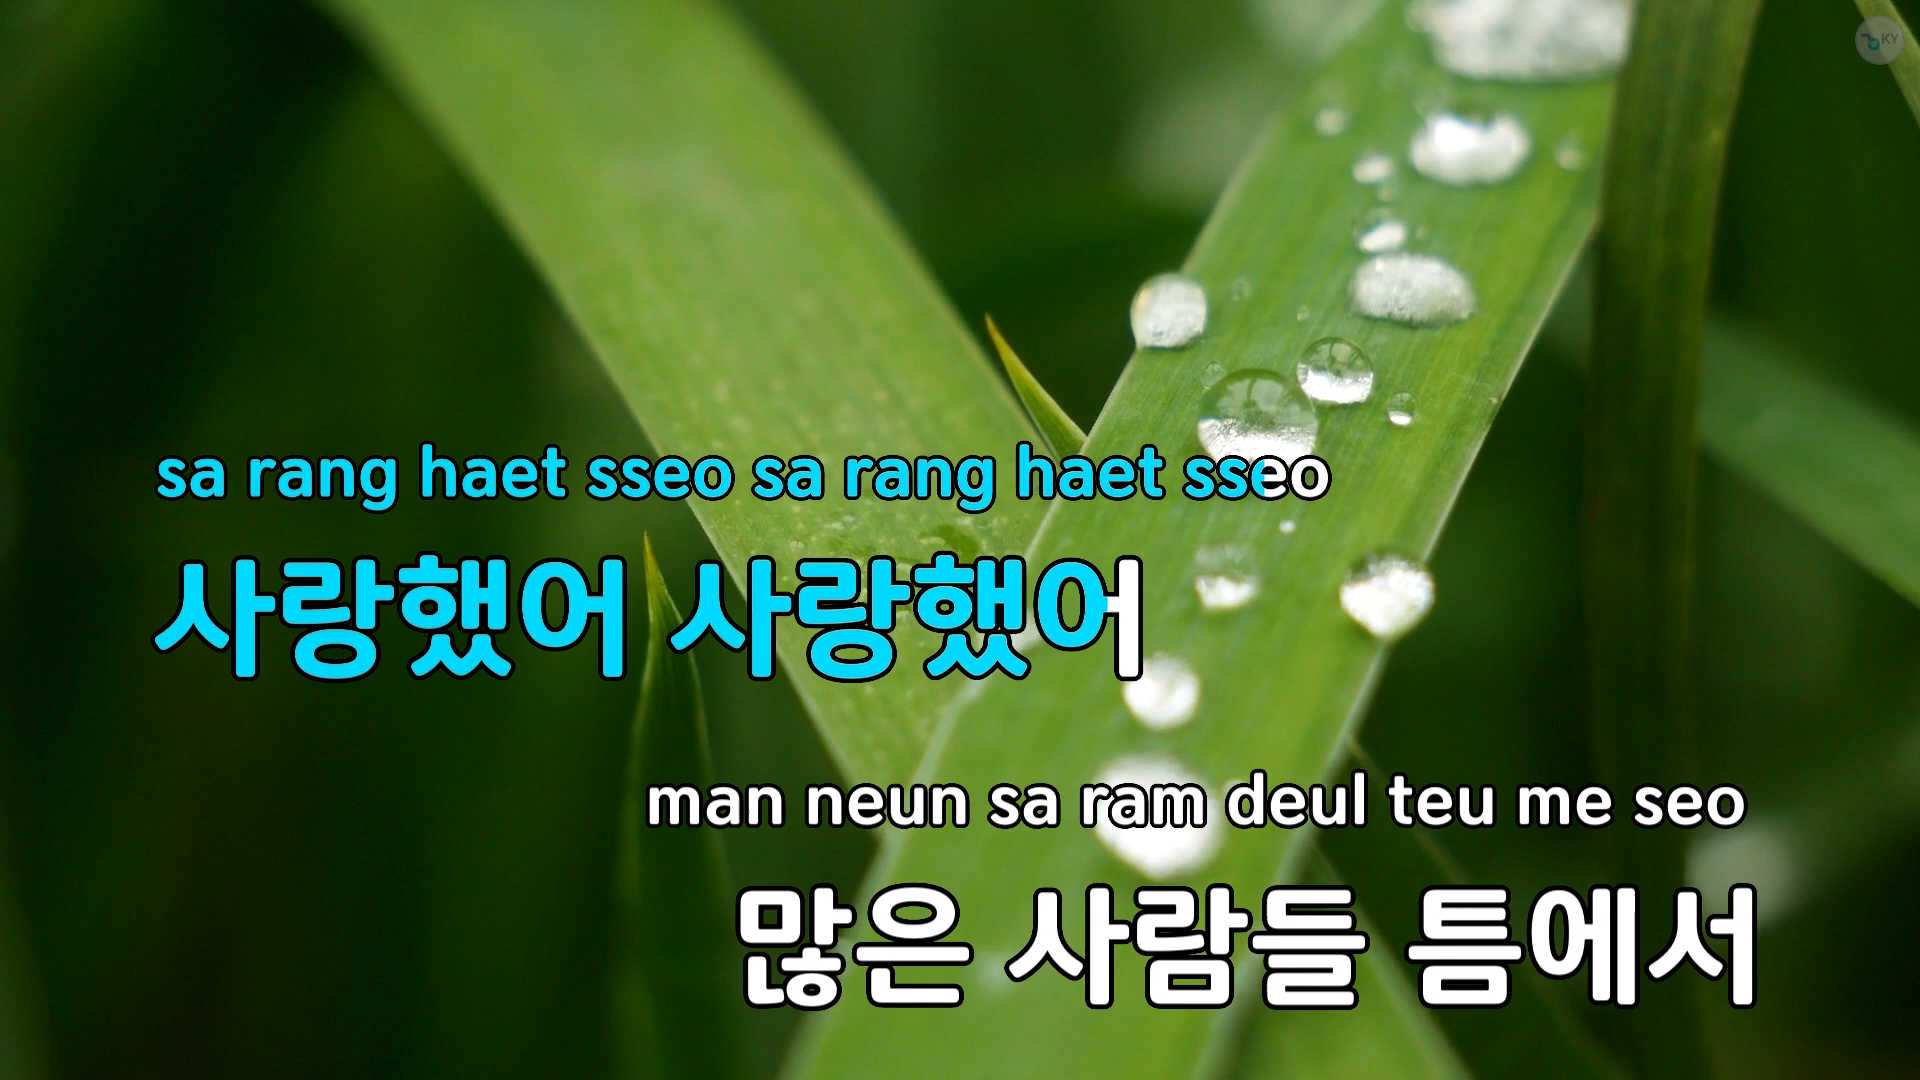 KY
sa rang haet sseo sa rang haet sseo
사랑했어 사랑했어
man neun sa ram deul teu me seo
많은 사람들 틈에서